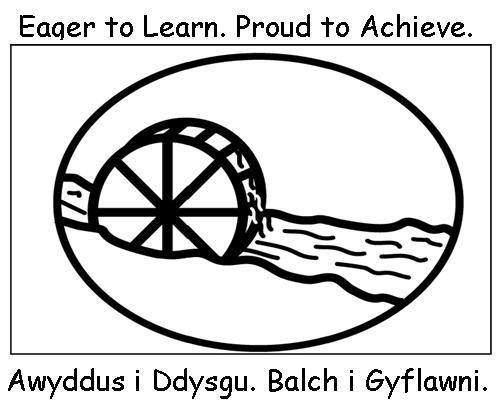 Eager to Learn. Proud to Achieve.
Awyddus i Ddysgu. Balch i Gyflawni.